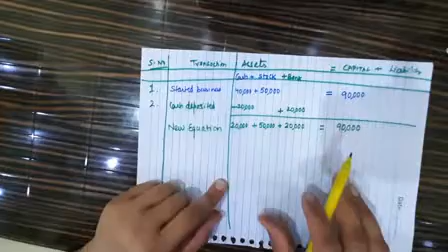 S.No Transaction Assets = CAPITAL + Liability
Cash + Stock + Bank
1. Started business 40,000 + 50,000 = 90,000
2. Cash deposited -20,000 + 20,000
New Equation 20,000 + 50,000 + 20,000 = 90,000